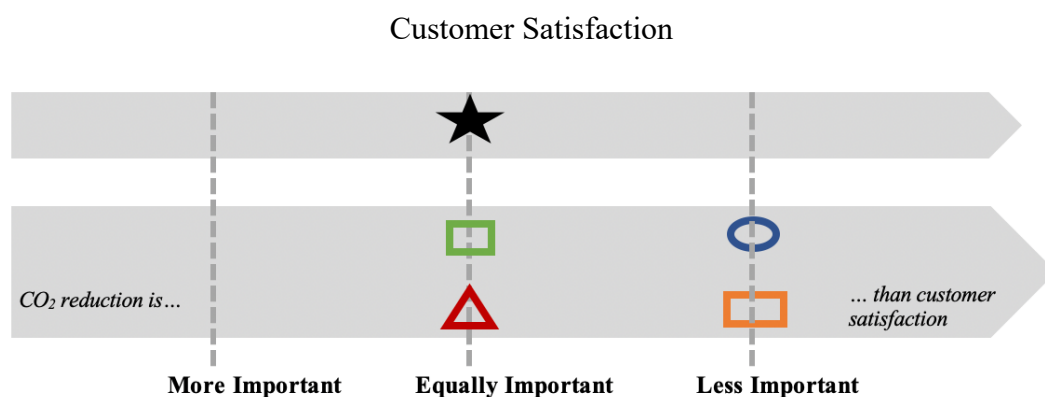 Customer Satisfaction
CO₂ reduction is…
… than customer
satisfaction
More Important
Equally Important
Less Important